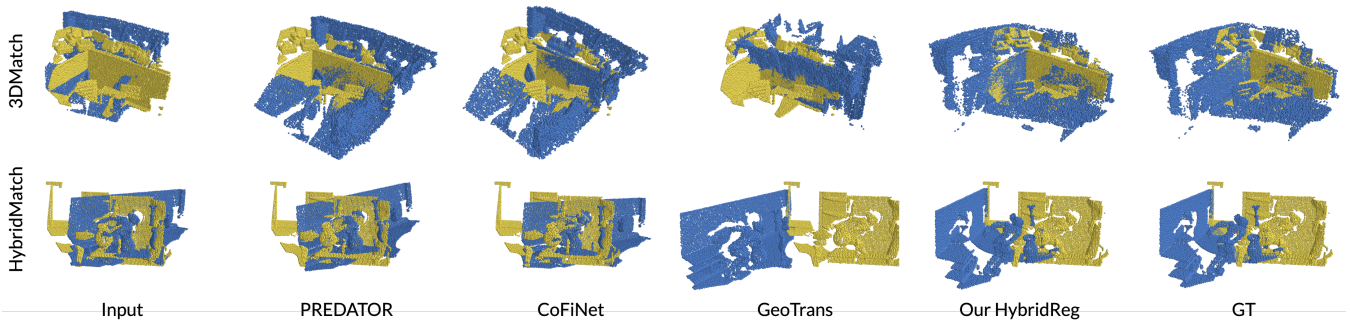 3DMatch
HybridMatch
Input PREDATOR CoFiNet GeoTrans Our HybridReg GT